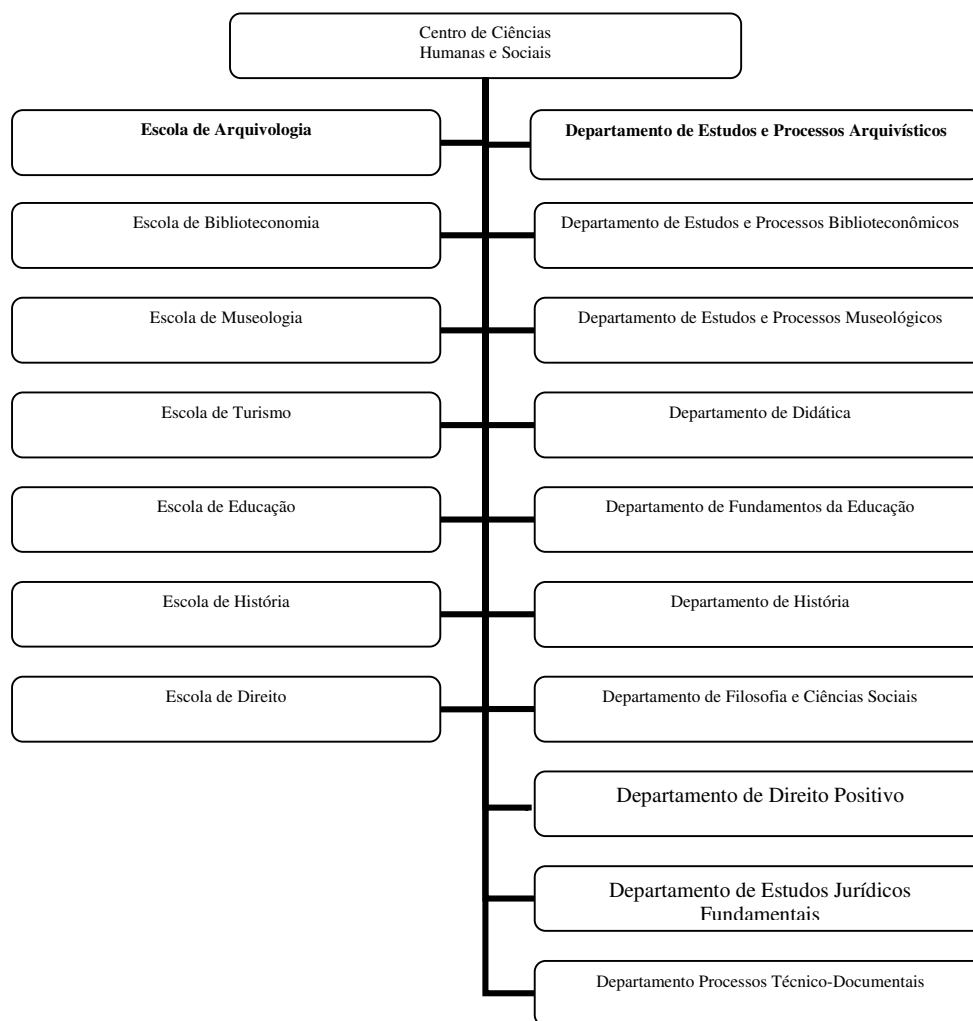 Centro de Ciências
Humanas e Sociais
Escola de Arquivologia
Departamento de Estudos e Processos Arquivísticos
Escola de Biblioteconomia
Departamento de Estudos e Processos Biblioteconômicos
Escola de Museologia
Departamento de Estudos e Processos Museológicos
Escola de Turismo
Departamento de Didática
Escola de Educação
Departamento de Fundamentos da Educação
Escola de História
Departamento de História
Escola de Direito
Departamento de Filosofia e Ciências Sociais
Departamento de Direito Positivo
Departamento de Estudos Jurídicos
Fundamentais
Departamento Processos Técnico-Documentais